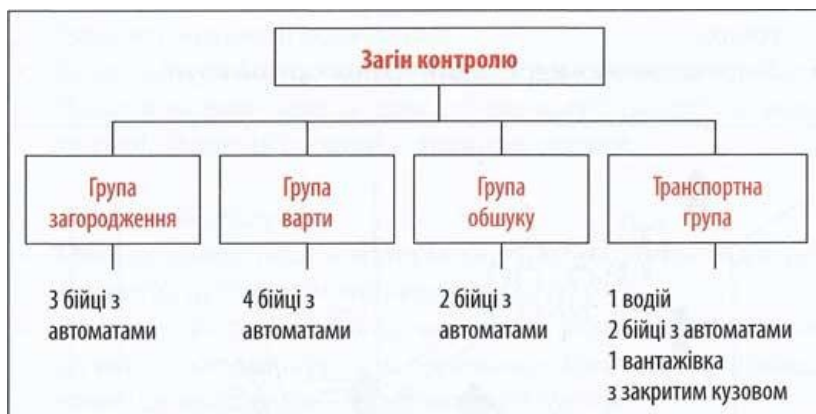 Загін контролю
Група
загородження
Група
варти
Група
обшуку
Транспортна
група
3 бійці з
автоматами
4 бійці з
автоматами
2 бійці з
автоматами
1 водій
2 бійці з автоматами
1 вантажівка
з закритим кузовом